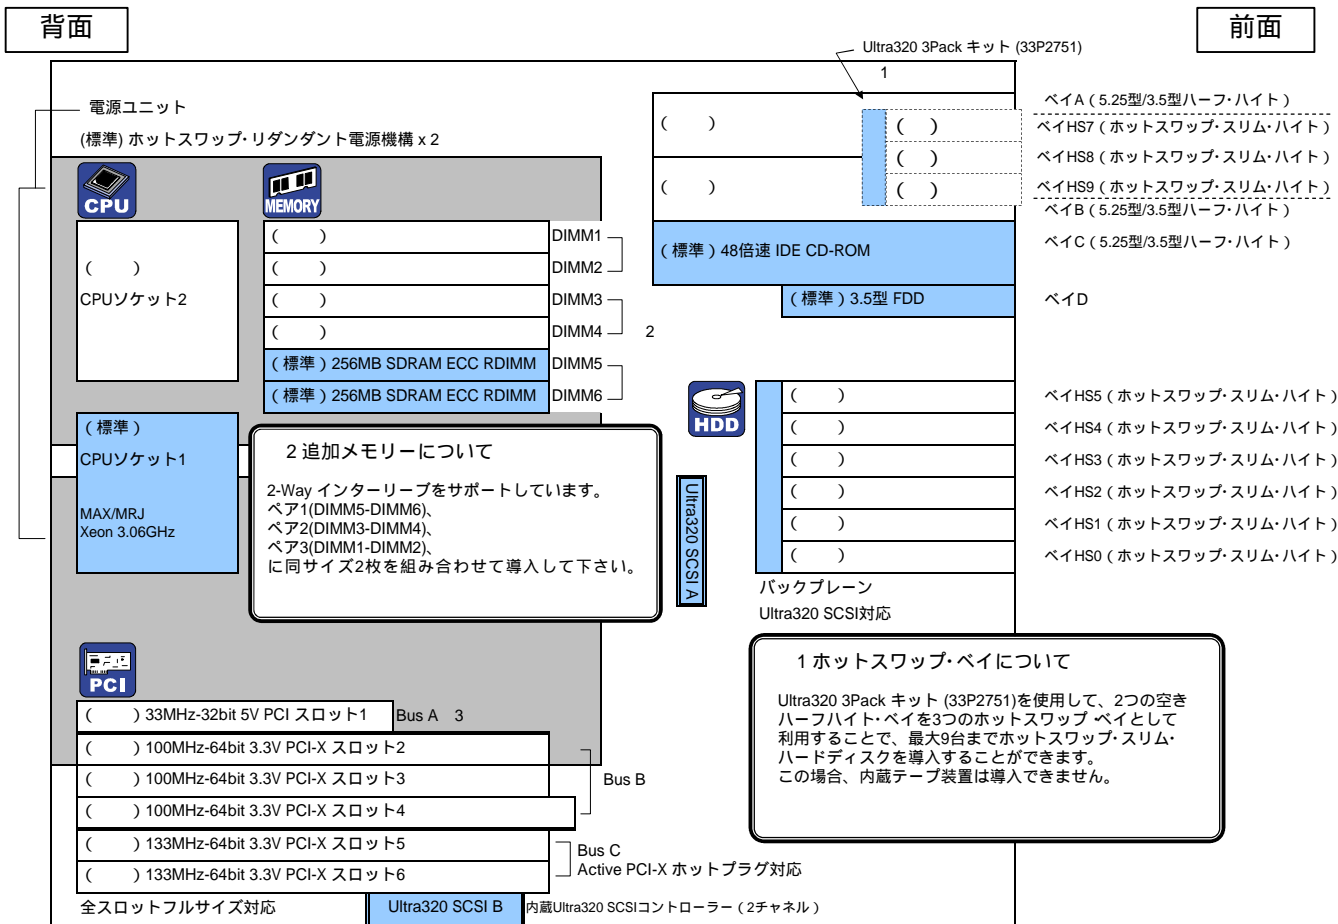 背面
前面
Ultra320 3Pack キット (33P2751)
1
電源ユニット
(標準) ホットスワップ・リダンダント電源機構 x 2
CPU
MEMORY
( )
CPUソケット2
( ) DIMM1
( ) DIMM2
( ) DIMM3
( ) DIMM4
2
(標準) 256MB SDRAM ECC RDIMM DIMM5
(標準) 256MB SDRAM ECC RDIMM DIMM6
(標準)
CPUソケット1
MAX/MRJ
Xeon 3.06GHz
( )
( )
( )
( )
( )
ベイA (5.25型/3.5型ハーフ・ハイト)
ベイHS7 (ホットスワップ・スリム・ハイト)
ベイHS8 (ホットスワップ・スリム・ハイト)
ベイHS9 (ホットスワップ・スリム・ハイト)
ベイB (5.25型/3.5型ハーフ・ハイト)
(標準) 48倍速 IDE CD-ROM
ベイC (5.25型/3.5型ハーフ・ハイト)
(標準) 3.5型 FDD
ベイD
HDD
( ) ベイHS5 (ホットスワップ・スリム・ハイト)
( ) ベイHS4 (ホットスワップ・スリム・ハイト)
( ) ベイHS3 (ホットスワップ・スリム・ハイト)
( ) ベイHS2 (ホットスワップ・スリム・ハイト)
( ) ベイHS1 (ホットスワップ・スリム・ハイト)
( ) ベイHS0 (ホットスワップ・スリム・ハイト)
バックプレーン
Ultra320 SCSI対応
Ultra320 SCSI A
2 追加メモリーについて
2-Way インターリーブをサポートしています。
ペア1(DIMM5-DIMM6)、
ペア2(DIMM3-DIMM4)、
ペア3(DIMM1-DIMM2)、
に同サイズ2枚を組み合わせて導入して下さい。
1 ホットスワップ・ベイについて
Ultra320 3Pack キット (33P2751)を使用して、2つの空き
ハーフハイト・ベイを3つのホットスワップ ベイとして
利用することで、最大9台までホットスワップ・スリム・
ハードディスクを導入することができます。
この場合、内蔵テープ装置は導入できません。
PCI
( ) 33MHz-32bit 5V PCI スロット1 Bus A 3
( ) 100MHz-64bit 3.3V PCI-X スロット2
( ) 100MHz-64bit 3.3V PCI-X スロット3
Bus B
( ) 100MHz-64bit 3.3V PCI-X スロット4
( ) 133MHz-64bit 3.3V PCI-X スロット5
Bus C
Active PCI-X ホットプラグ対応
( ) 133MHz-64bit 3.3V PCI-X スロット6
全スロットフルサイズ対応
Ultra320 SCSI B
内蔵Ultra320 SCSIコントローラー (2チャネル)